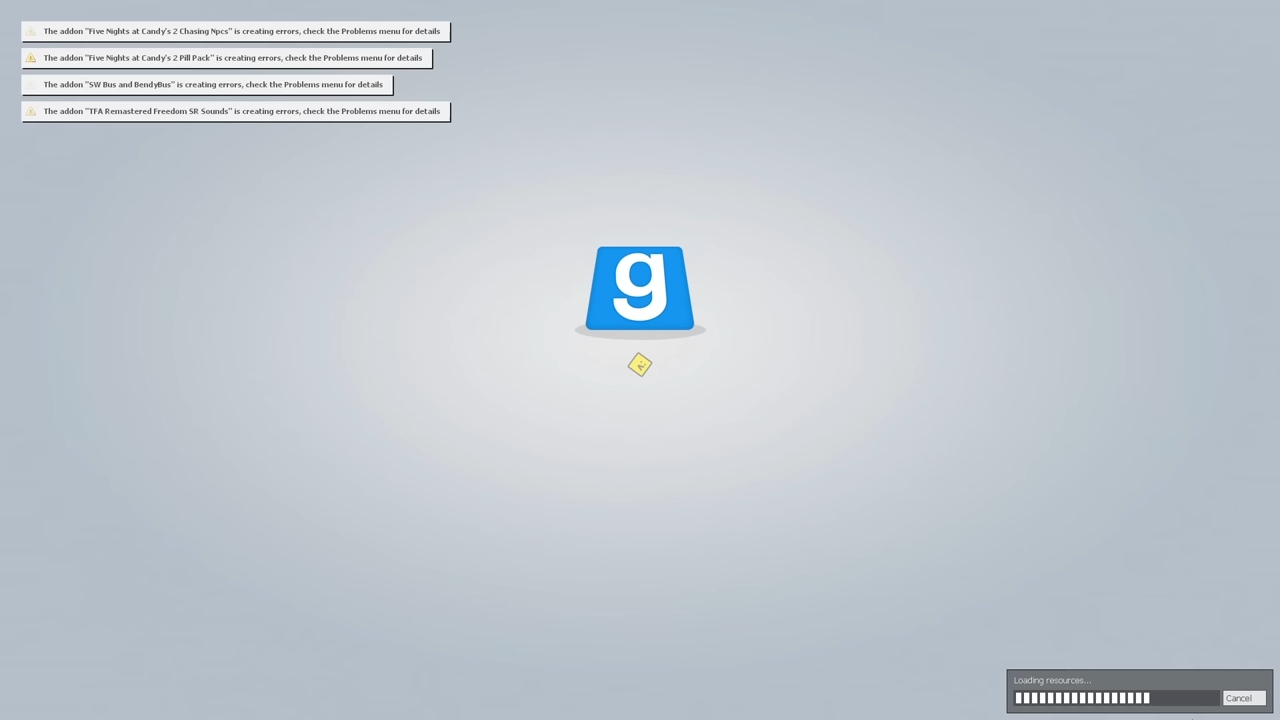 The addon "Five Nights at Candy's 2 Chasing Npcs" is creating errors, check the Problems menu for details
The addon "Five Nights at Candy's 2 Pill Pack" is creating errors, check the Problems menu for details
The addon "SW Bus and BendyBus" is creating errors, check the Problems menu for details
The addon "TFA Remastered Freedom SR Sounds" is creating errors, check the Problems menu for details
g
Loading resources...
Cancel